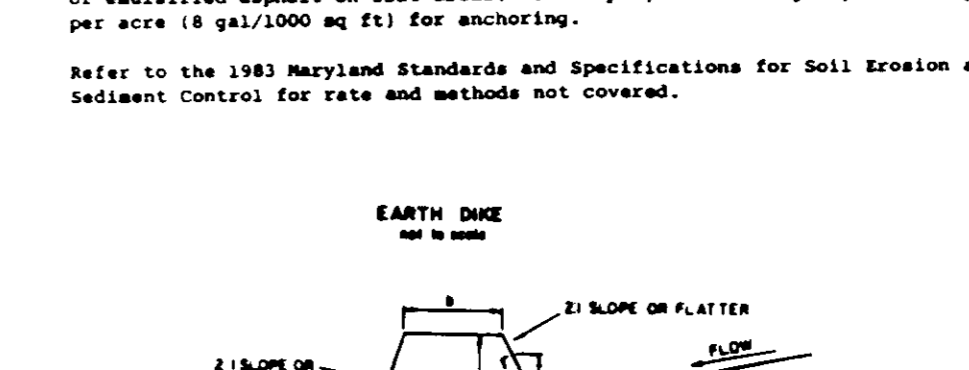 per acre (8 gal/1000 sq ft) for anchoring.
Refer to the 1983 Maryland Standards and Specifications for Soil Erosion a
Sediment Control for rate and methods not covered.
EARTH DIKE
not to scale
b
2:1 SLOPE OR FLATTER
FLOW
2:1 SLOPE OR